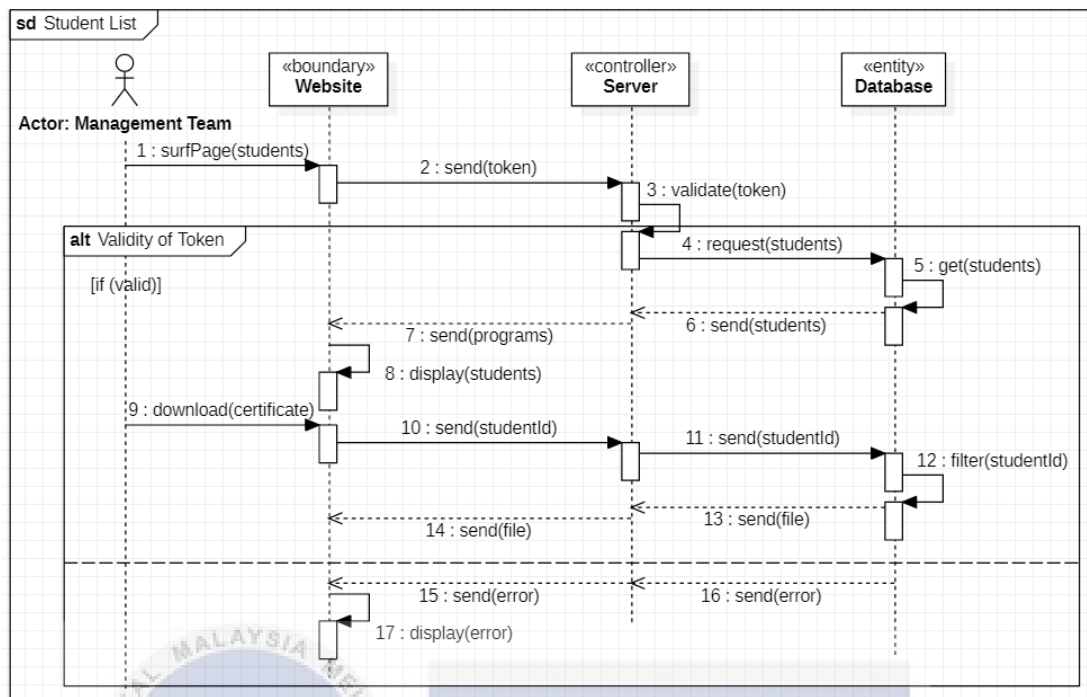 sd Student List
«boundary»
Website
«controller»
Server
«entity»
Database
Actor: Management Team
1 : surfPage(students)
2 : send(token)
3 : validate(token)
alt Validity of Token
4 : request(students)
5 : get(students)
[if (valid)]
6 : send(students)
7 : send(programs)
8 : display(students)
9 : download(certificate)
10 : send(studentId)
11 : send(studentId)
12 : filter(studentId)
13 : send(file)
14 : send(file)
15 : send(error)
16 : send(error)
17 : display(error)
MALAYSIA